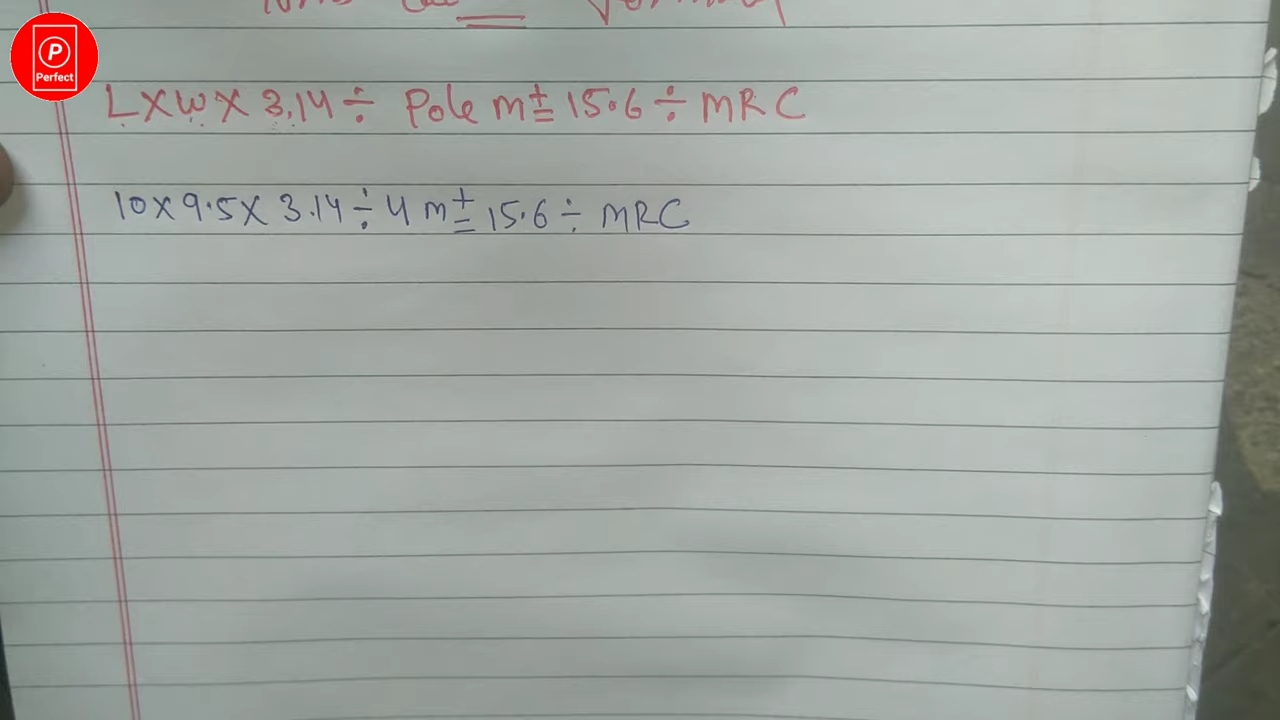 P
Perfect
L X W X 3.14 ÷ Pole m± 15.6 ÷ MRC
10 X 9.5 X 3.14 ÷ 4 m± 15.6 ÷ MRC